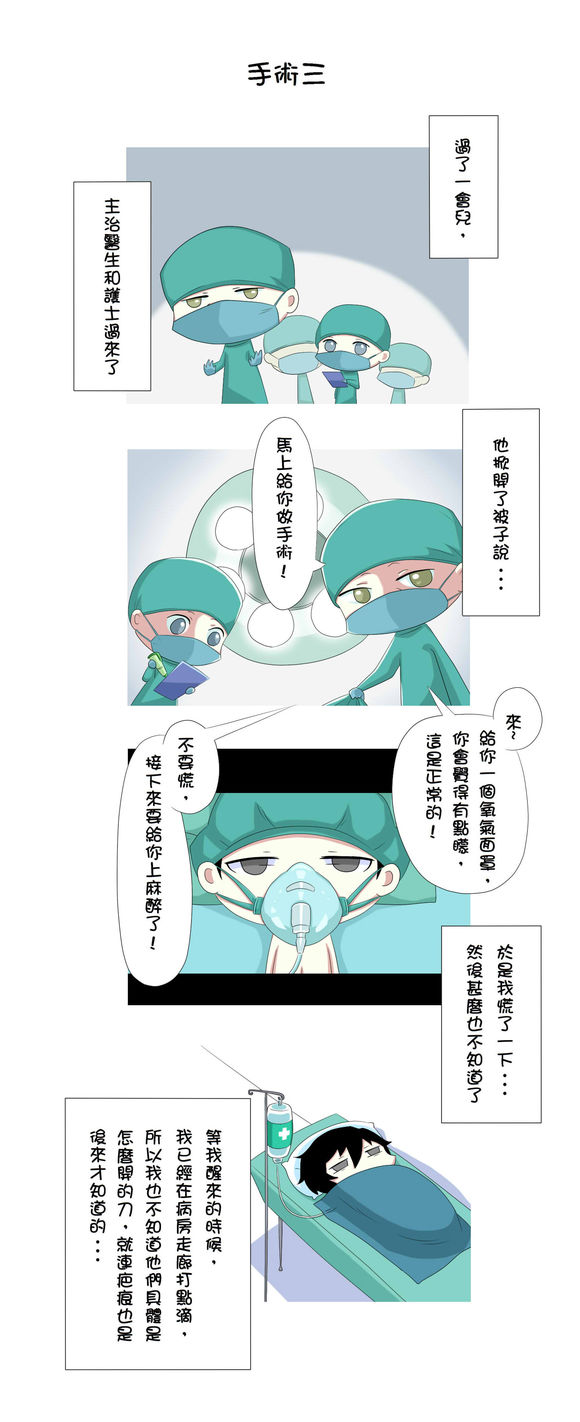 手術三
過了一會兒，
主治醫生和護士過來了
他掀開了被子說．．．
馬上給你做手術！
來~
給你一個氧氣面罩，
你會覺得有點矇，
這是正常的！
不要慌，
接下來要給你上麻醉了！
於是我慌了一下．．．
然後甚麼也不知道了
等我醒來的時候，
我已經在病房走廊打點滴，
所以我也不知道他們具體是
怎麼開的刀，就連疤痕也是
後來才知道的．．．